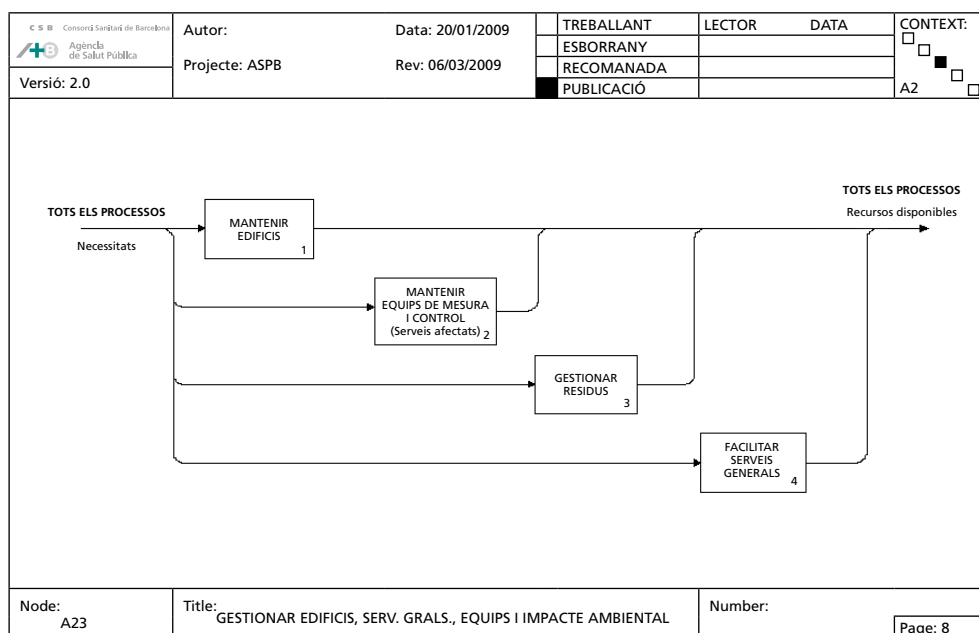 C S B Consorci Sanitari de Barcelona
Agència
de Salut Pública
Versió: 2.0
Autor:
Data: 20/01/2009
Projecte: ASPB
Rev: 06/03/2009
TREBALLANT
ESBORRANY
RECOMANADA
PUBLICACIÓ
LECTOR
DATA
CONTEXT:
A2
TOTS ELS PROCESSOS
Necessitats
MANTENIR
EDIFICIS
1
TOTS ELS PROCESSOS
Recursos disponibles
MANTENIR
EQUIPS DE MESURA
I CONTROL
(Serveis afectats) 2
GESTIONAR
RESIDUS
3
FACILITAR
SERVEIS
GENERALS 4
Node:
A23
Title:
GESTIONAR EDIFICIS, SERV. GRALS., EQUIPS I IMPACTE AMBIENTAL
Number:
Page: 8